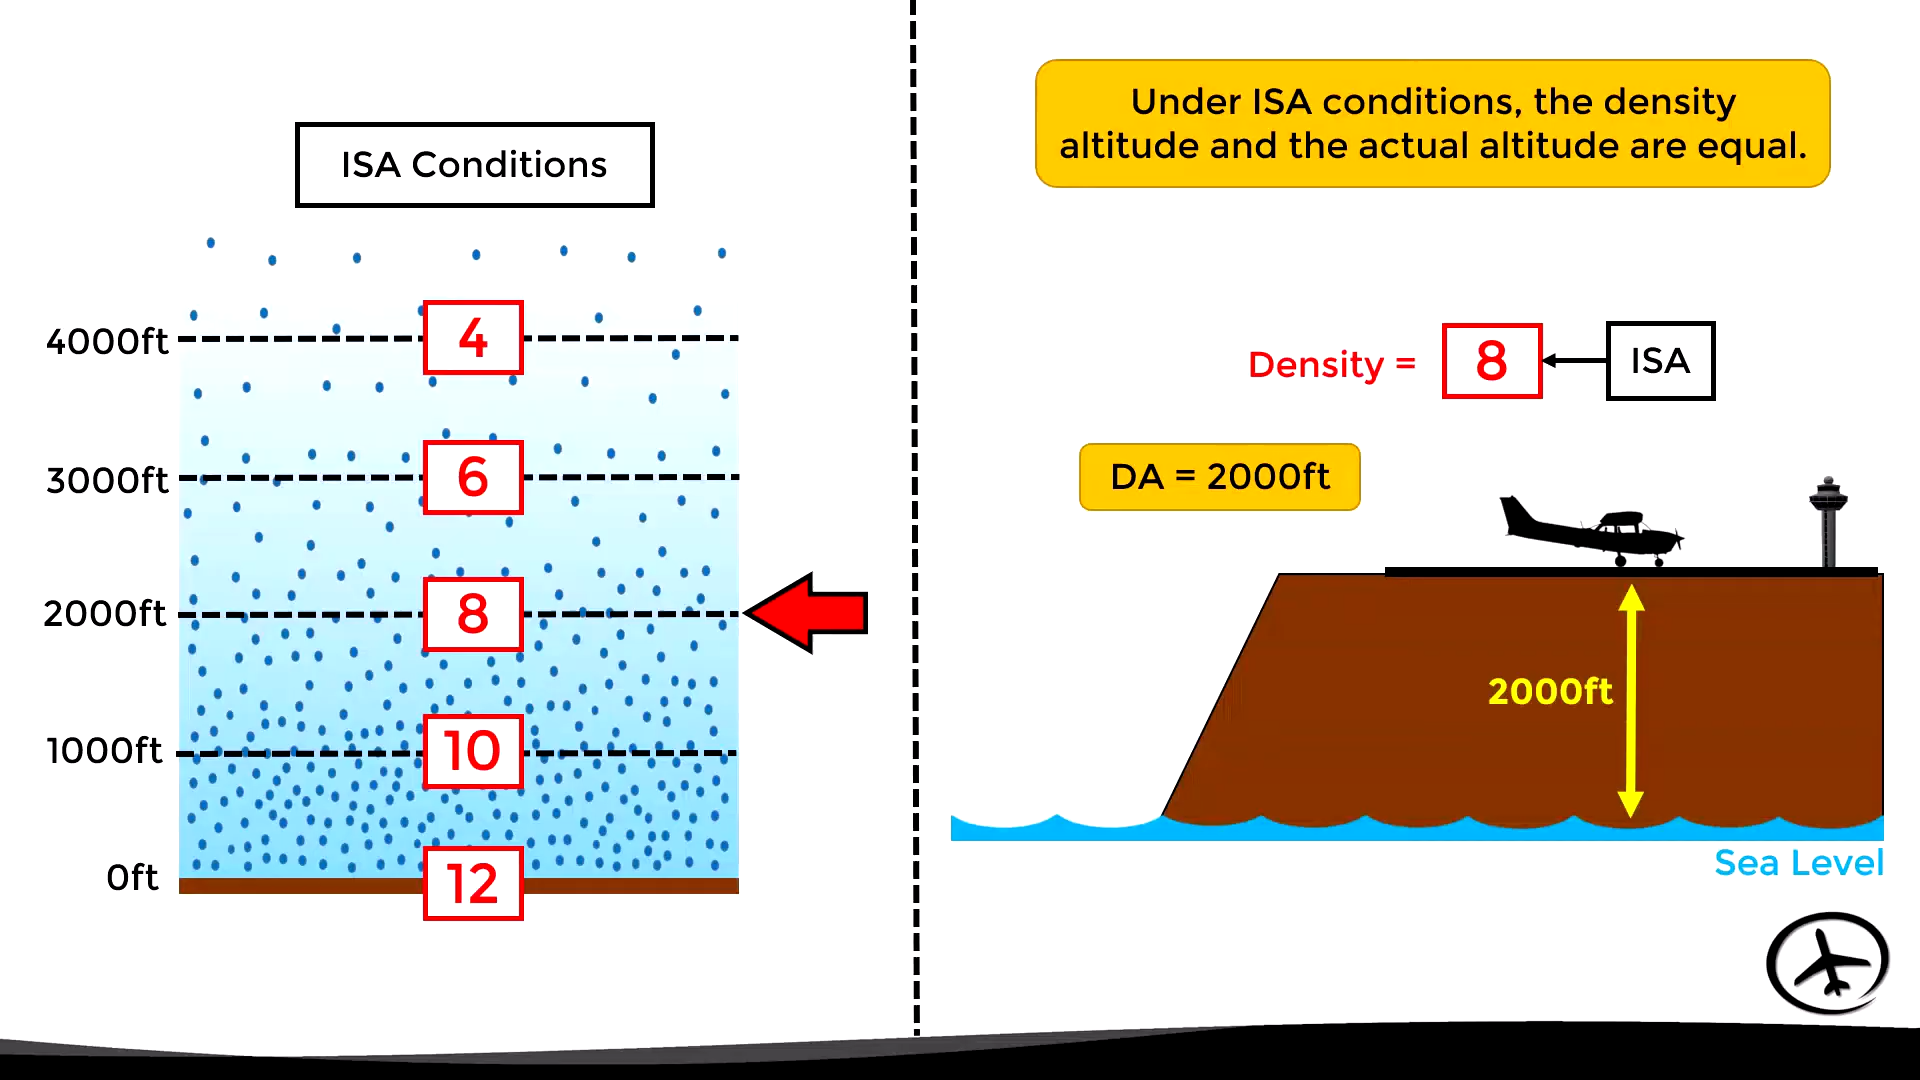 ISA Conditions
4000ft
4
3000ft
6
2000ft
8
1000ft
10
0ft
12
Under ISA conditions, the density
altitude and the actual altitude are equal.
Density = 8 ISA
DA = 2000ft
2000ft
Sea Level